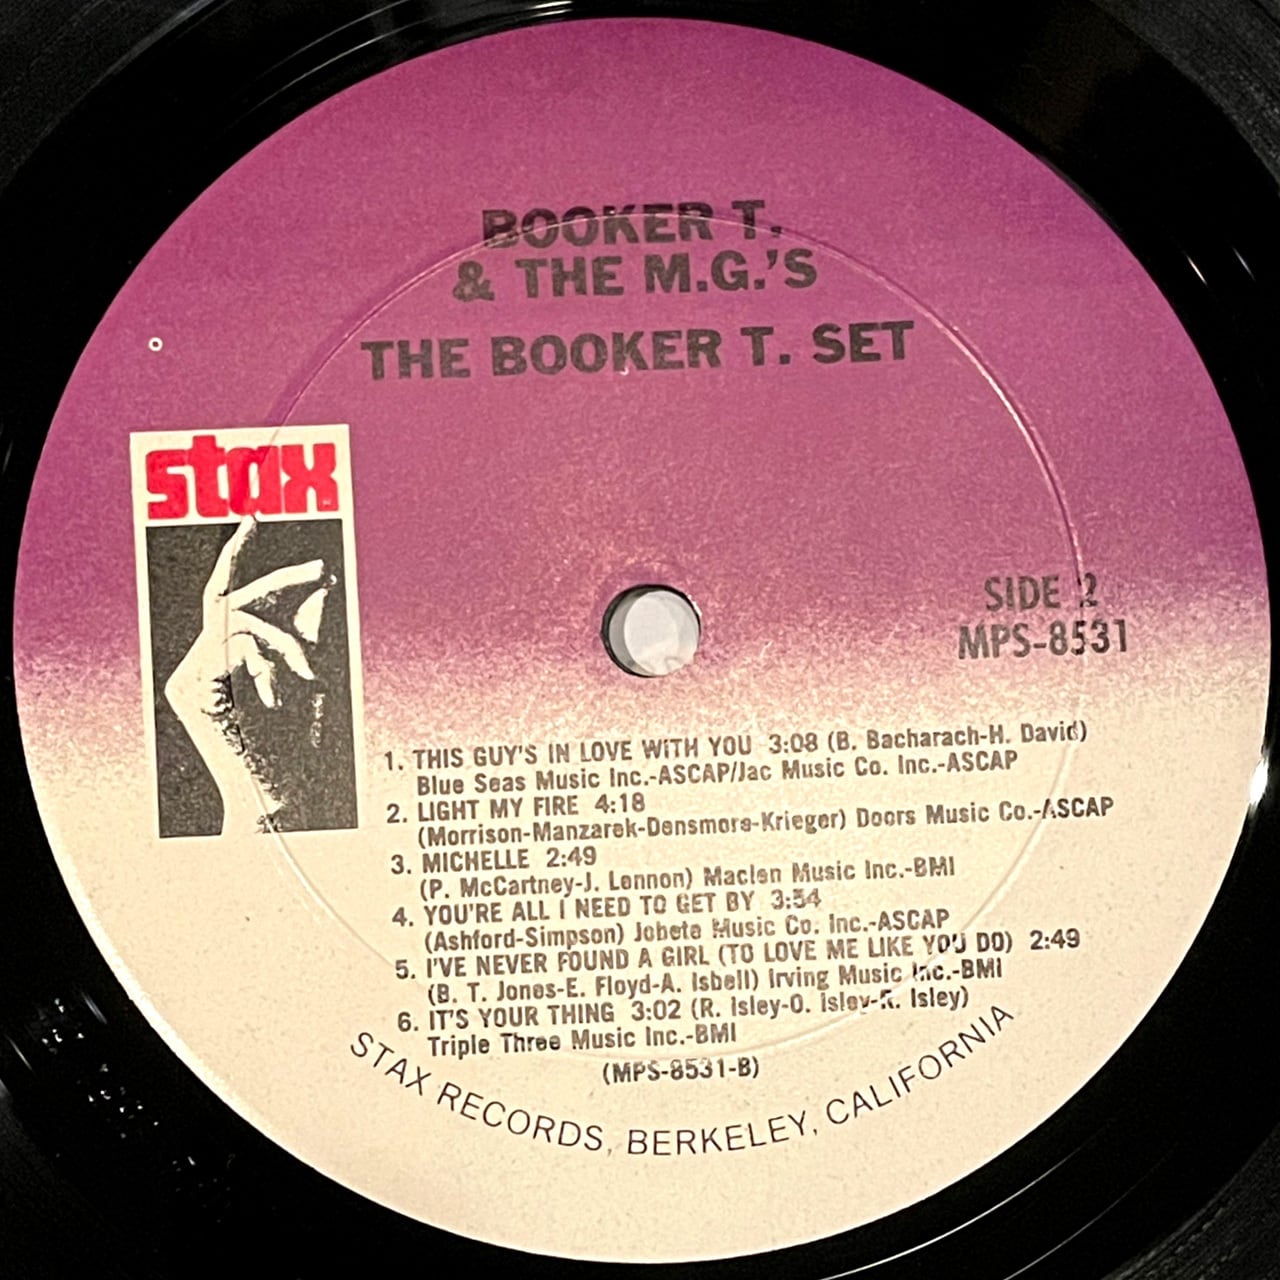 BOOKER T.
& THE M.G.'S
THE BOOKER T. SET
stax
SIDE 2
MPS-8531
1. THIS GUY'S IN LOVE WITH YOU 3:08 (B. Bacharach-H. David)
Blue Seas Music Inc.-ASCAP/Jac Music Co. Inc.-ASCAP
2. LIGHT MY FIRE 4:18
(Morrison-Manzarek-Densmore-Krieger) Doors Music Co.-ASCAP
3. MICHELLE 2:49
(P. McCartney-J. Lennon) Maclen Music Inc.-BMI
4. YOU'RE ALL I NEED TO GET BY 3:54
(Ashford-Simpson) Jobete Music Co. Inc.-ASCAP
5. I'VE NEVER FOUND A GIRL (TO LOVE ME LIKE YOU DO) 2:49
(B. T. Jones-E. Floyd-A. Isbell) Irving Music Inc.-BMI
6. IT'S YOUR THING 3:02 (R. Isley-O. Isley-R. Isley)
Triple Three Music Inc.-BMI
(MPS-8531-B)
STAX RECORDS, BERKELEY, CALIFORNIA